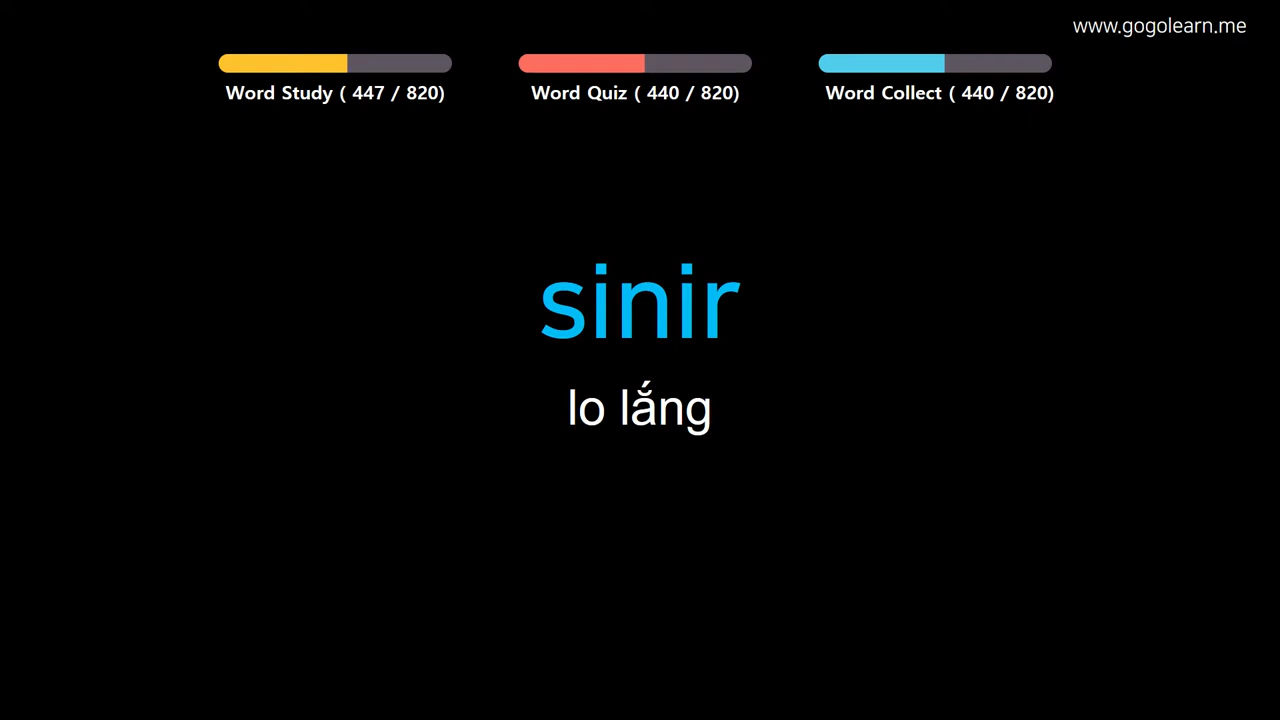 www.gogolearn.me
Word Study ( 447 / 820)
Word Quiz ( 440 / 820)
Word Collect ( 440 / 820)
sinir
lo lắng